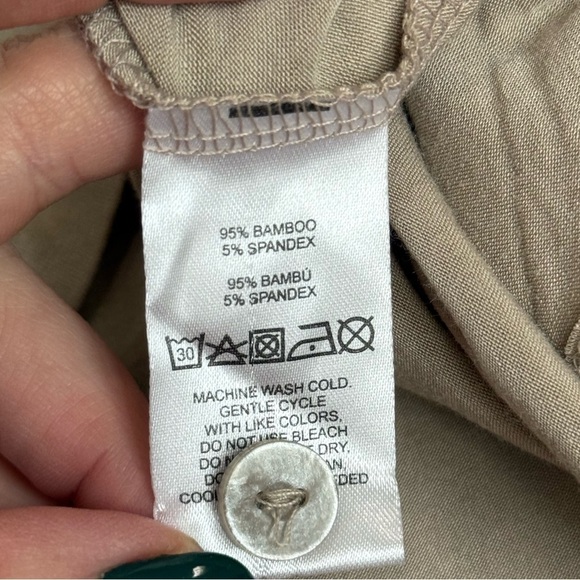 95% BAMBOO
5% SPANDEX
95% BAMBÚ
5% SPANDEX
30
MACHINE WASH COLD.
GENTLE CYCLE
WITH LIKE COLORS,
DO NOT USE BLEACH
DRY.